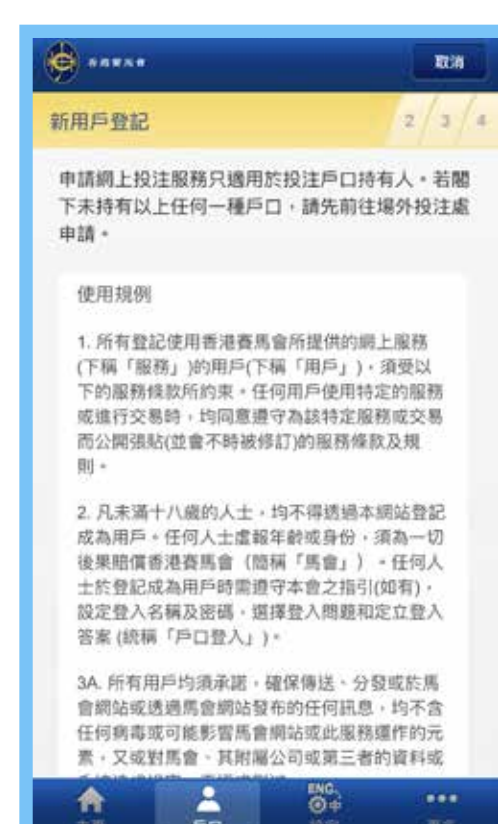 香港賽馬會
取消
新用戶登記
2 3 4
申請網上投注服務只適用於投注戶口持有人。若閣
下未持有以上任何一種戶口，請先前往場外投注處
申請。
使用規例
1. 所有登記使用香港賽馬會所提供的網上服務
(下稱「服務」)的用戶(下稱「用戶」)，須受以
下的服務條款所約束。任何用戶使用特定的服務
或進行交易時，均同意遵守為該特定服務或交易
而公開張貼(並會不時被修訂)的服務條款及規
則。
2. 凡未滿十八歲的人士，均不得透過本網站登記
成為用戶。任何人士虛報年齡或身份，須為一切
後果賠償香港賽馬會（簡稱「馬會」）。任何人
士於登記成為用戶時需遵守本會之指引(如有)，
設定登入名稱及密碼，選擇登入問題和定立登入
答案 (統稱「戶口登入」)。
3A. 所有用戶均須承諾，確保傳送、分發或於馬
會網站或透過馬會網站發布的任何訊息，均不含
任何病毒或可能影響馬會網站或此服務運作的元
素，又或對馬會、其附屬公司或第三者的資料或
ENG
中